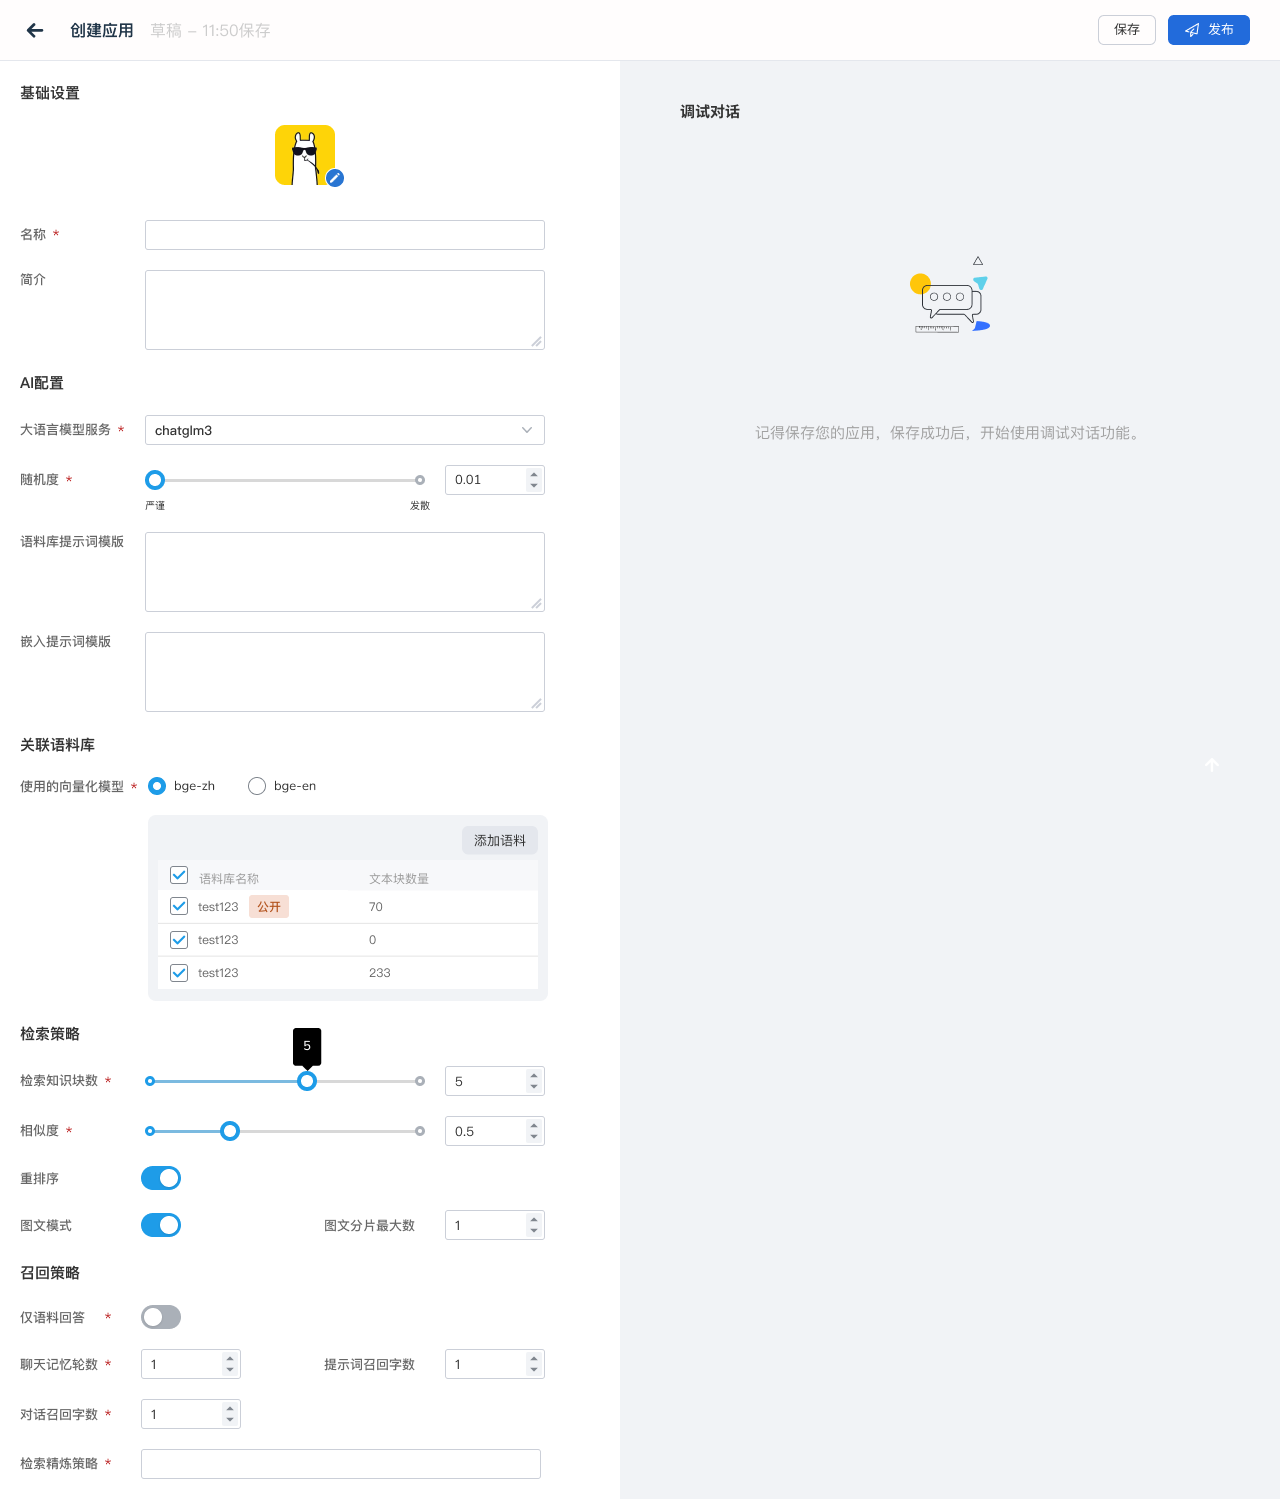 创建应用 草稿 – 11:50保存 保存 发布
基础设置
调试对话
名称 *
简介
AI配置
大语言模型服务 * chatglm3
记得保存您的应用，保存成功后，开始使用调试对话功能。
随机度 * 0.01
严谨 发散
语料库提示词模版
嵌入提示词模版
关联语料库
使用的向量化模型 * bge-zh bge-en
添加语料
语料库名称 文本块数量
test123 公开 70
test123 0
test123 233
检索策略
5
检索知识块数 * 5
相似度 * 0.5
重排序
图文模式 图文分片最大数 1
召回策略
仅语料回答 *
聊天记忆轮数 * 1 提示词召回字数 1
对话召回字数 * 1
检索精炼策略 *